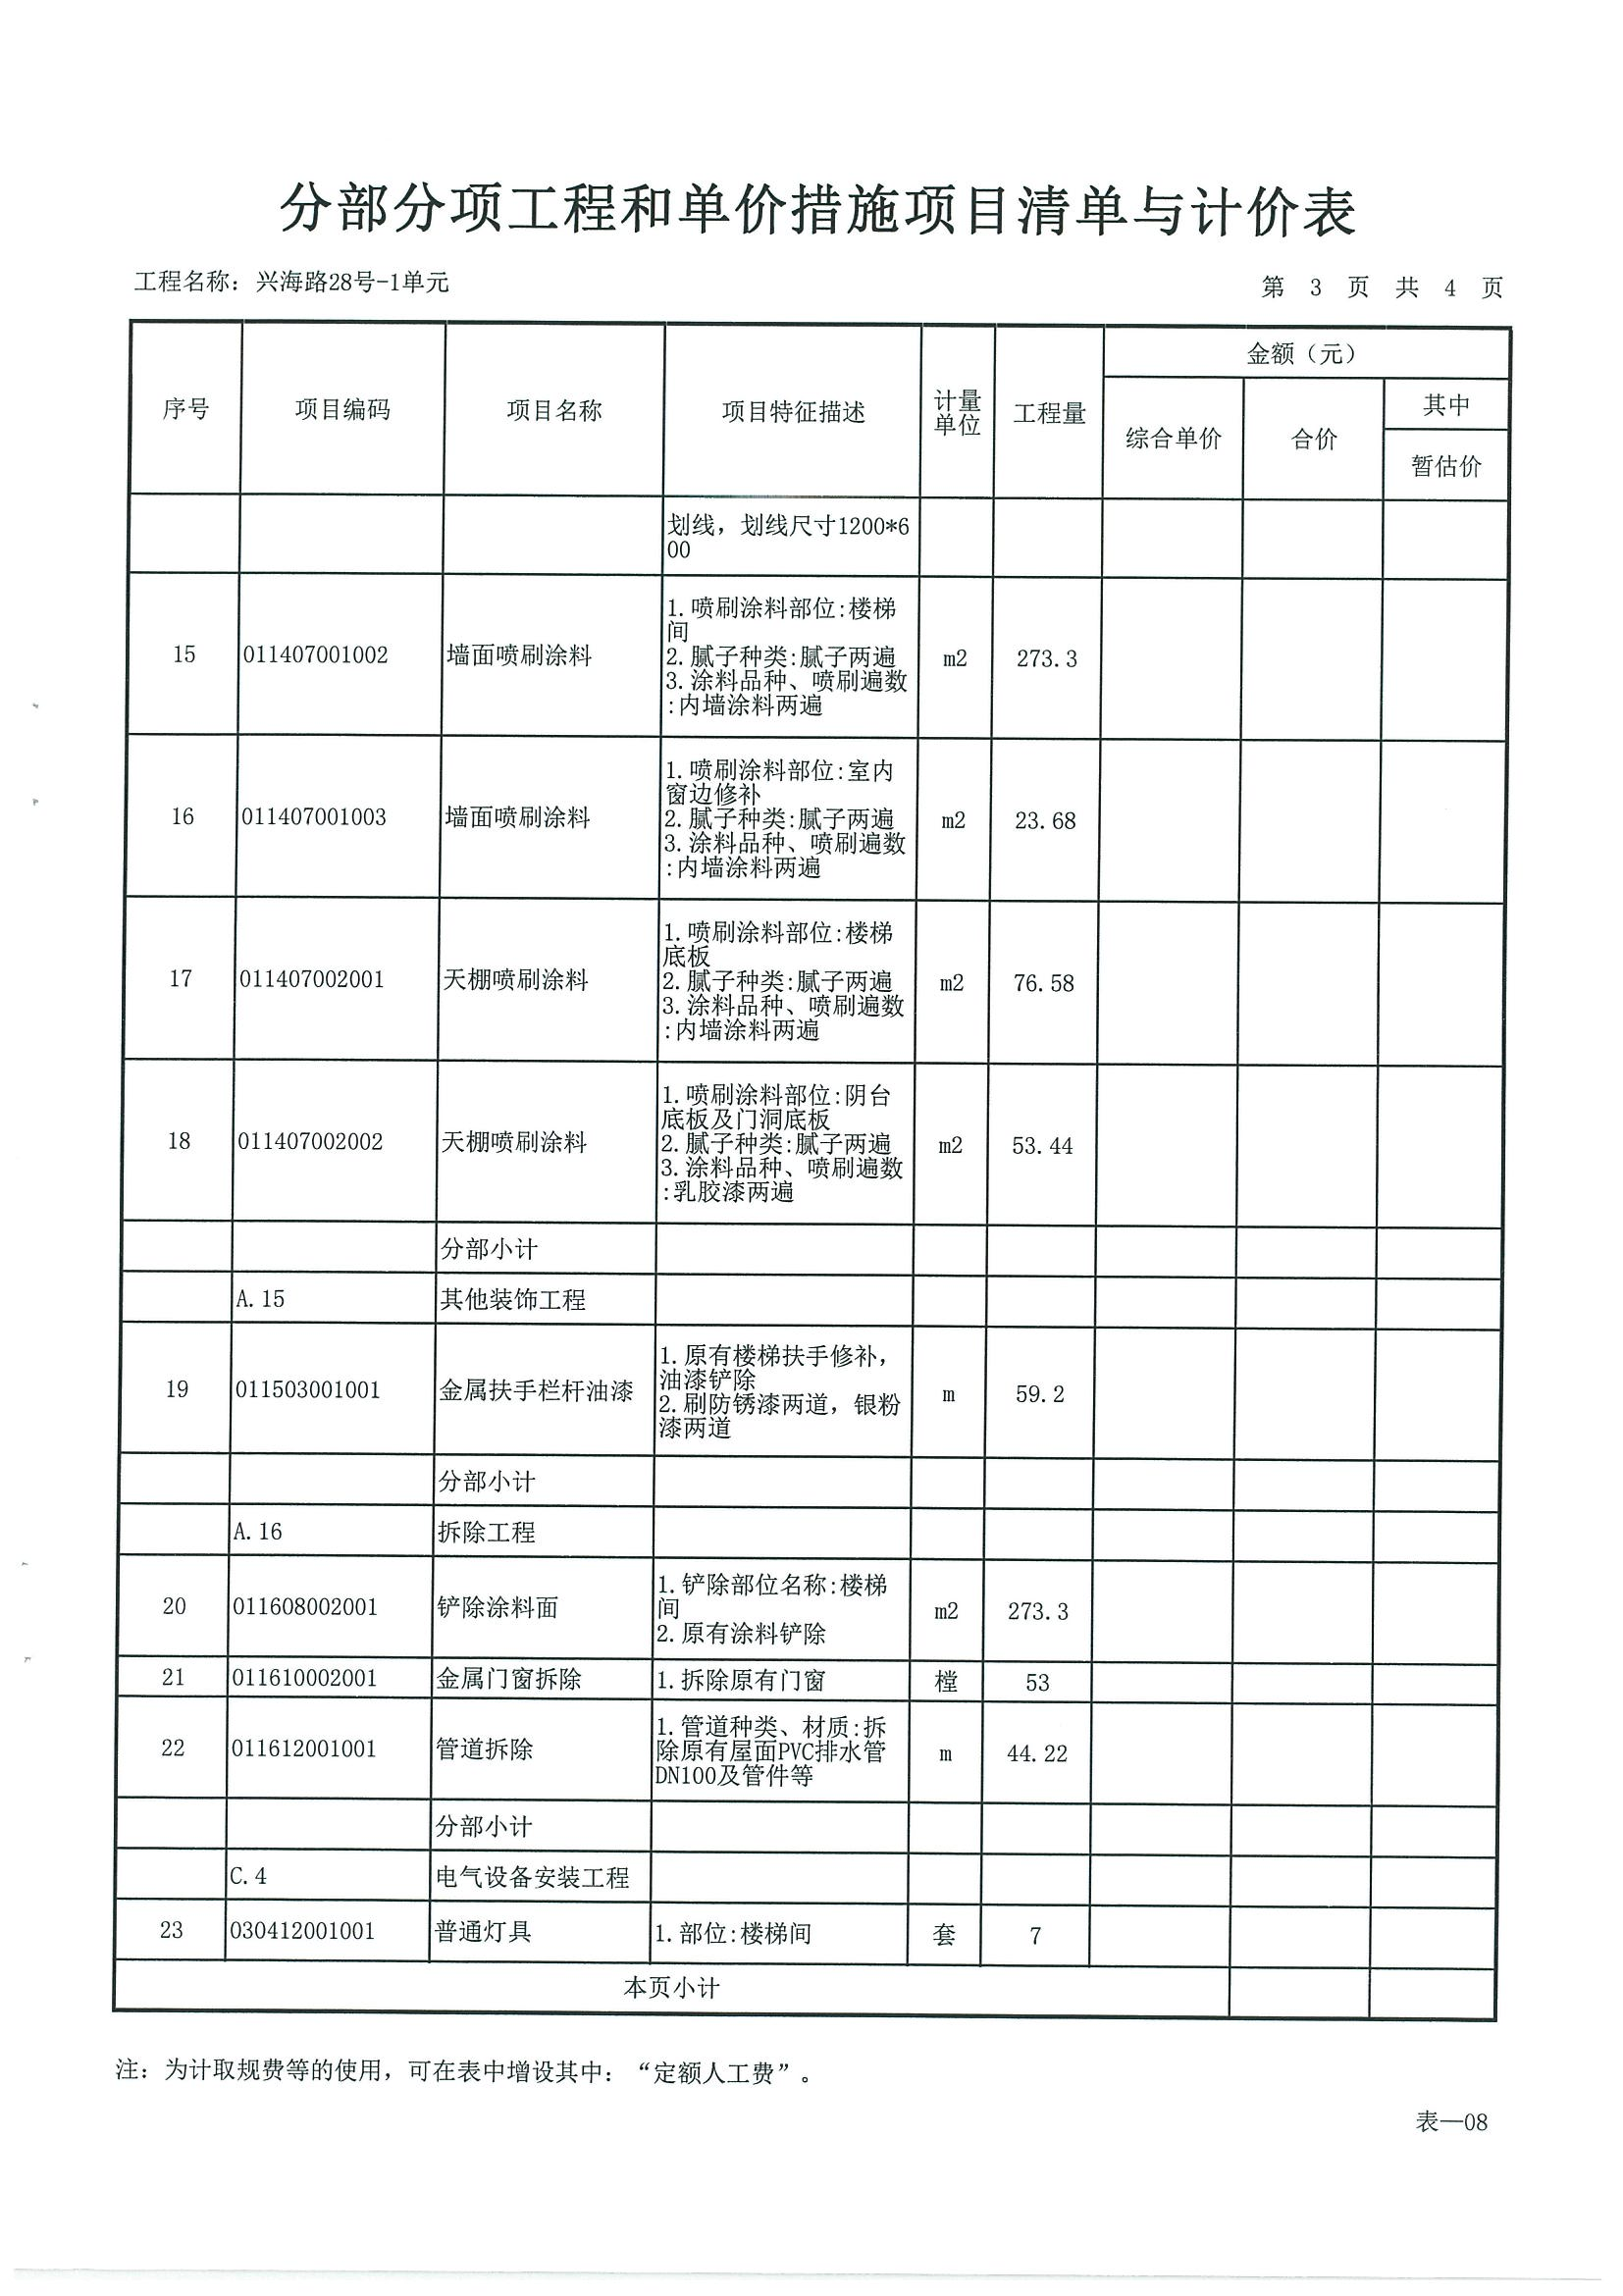 分部分项工程和单价措施项目清单与计价表
工程名称：兴海路28号-1单元
第 3 页 共 4 页
序号
项目编码
项目名称
项目特征描述
计量
单位
工程量
金额（元）
综合单价
合价
其中
暂估价
划线，划线尺寸1200*6
00
15
011407001002
墙面喷刷涂料
1.喷刷涂料部位:楼梯
间
2.腻子种类:腻子两遍
3.涂料品种、喷刷遍数
:内墙涂料两遍
m2
273.3
16
011407001003
墙面喷刷涂料
1.喷刷涂料部位:室内
窗边修补
2.腻子种类:腻子两遍
3.涂料品种、喷刷遍数
:内墙涂料两遍
m2
23.68
17
011407002001
天棚喷刷涂料
1.喷刷涂料部位:楼梯
底板
2.腻子种类:腻子两遍
3.涂料品种、喷刷遍数
:内墙涂料两遍
m2
76.58
18
011407002002
天棚喷刷涂料
1.喷刷涂料部位:阴台
底板及门洞底板
2.腻子种类:腻子两遍
3.涂料品种、喷刷遍数
:乳胶漆两遍
m2
53.44
分部小计
A.15
其他装饰工程
19
011503001001
金属扶手栏杆油漆
1.原有楼梯扶手修补，
油漆铲除
2.刷防锈漆两道，银粉
漆两道
m
59.2
分部小计
A.16
拆除工程
20
011608002001
铲除涂料面
1.铲除部位名称:楼梯
间
2.原有涂料铲除
m2
273.3
21
011610002001
金属门窗拆除
1.拆除原有门窗
樘
53
22
011612001001
管道拆除
1.管道种类、材质:拆
除原有屋面PVC排水管
DN100及管件等
m
44.22
分部小计
C.4
电气设备安装工程
23
030412001001
普通灯具
1.部位:楼梯间
套
7
本页小计
注：为计取规费等的使用，可在表中增设其中：“定额人工费”。
表—08